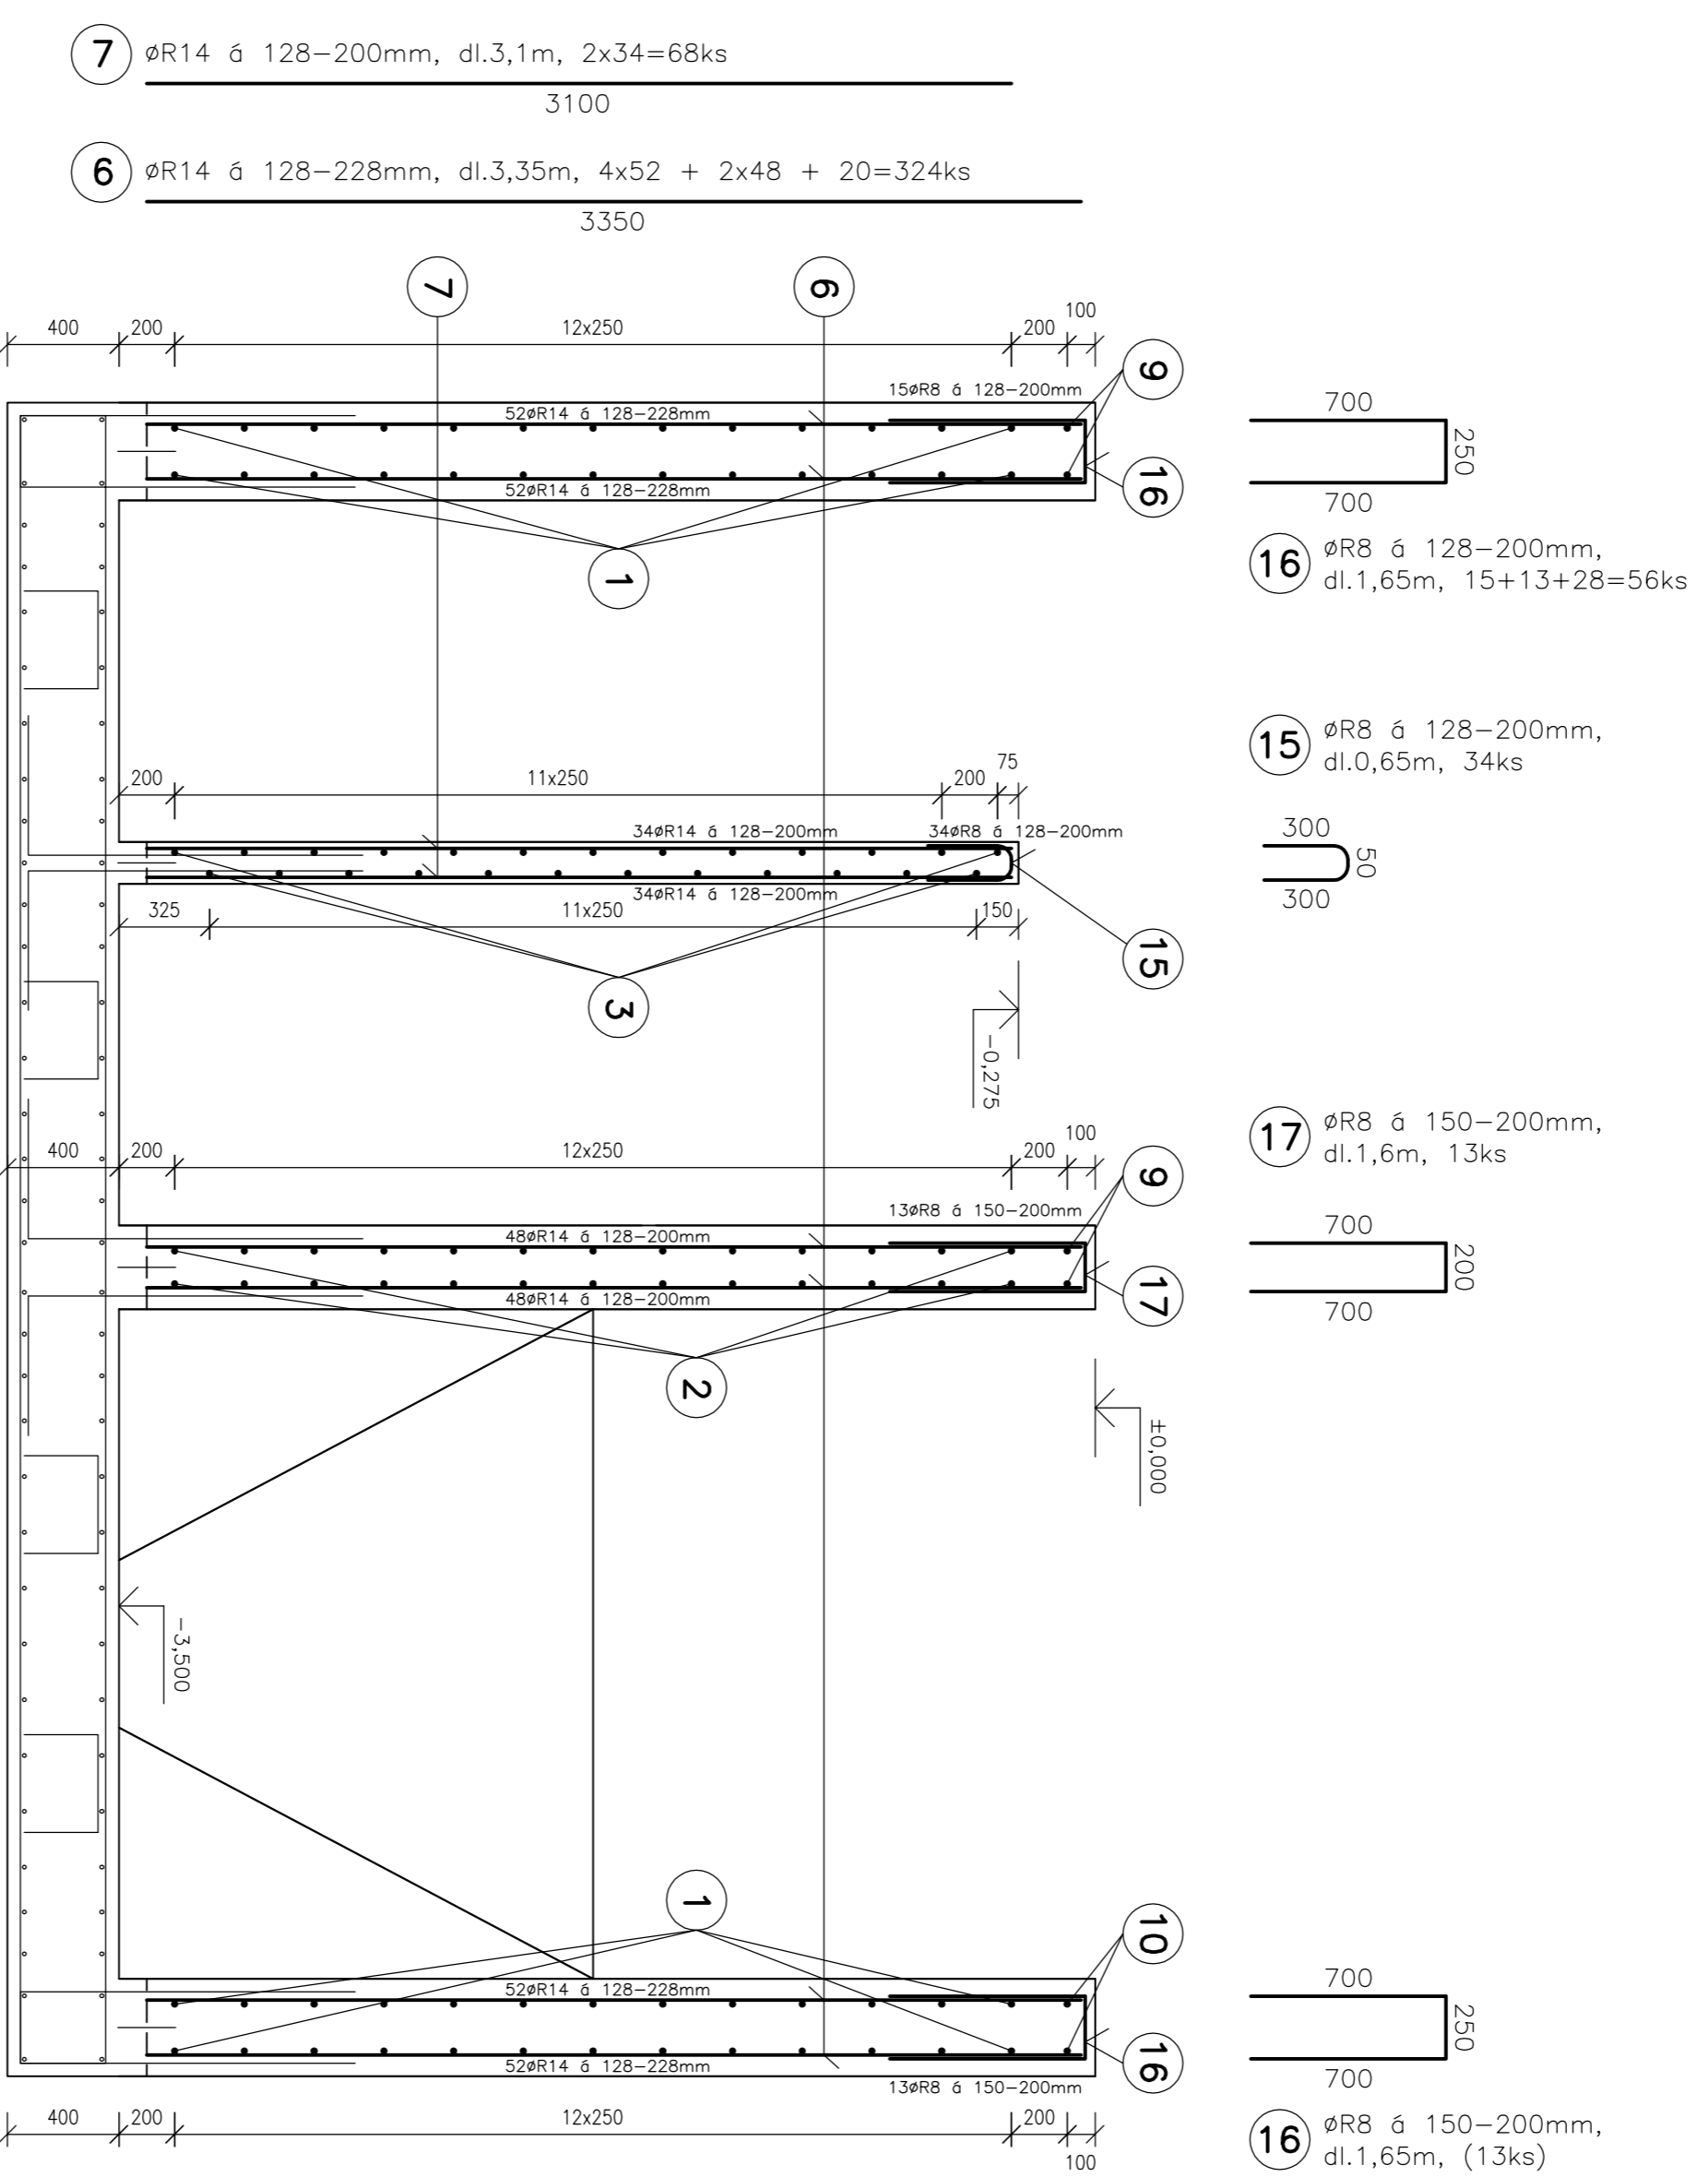 7 øR14 á 128-200mm, dl.3,1m, 2x34=68ks
3100
6 øR14 á 128-228mm, dl.3,35m, 4x52 + 2x48 + 20=324ks
3350
7
6
400 200 12x250 200 100
9
15øR8 á 128-200mm
52øR14 á 128-228mm
52øR14 á 128-228mm
16
1
700
250
700
16 øR8 á 128-200mm,
dl.1,65m, 15+13+28=56ks
15 øR8 á 128-200mm,
dl.0,65m, 34ks
200 11x250 200 75
34øR14 á 128-200mm
34øR8 á 128-200mm
34øR14 á 128-200mm
300
50
300
325 11x250 150
15
3
-0,275
17 øR8 á 150-200mm,
dl.1,6m, 13ks
400 200 12x250 200 100
9
13øR8 á 150-200mm
48øR14 á 128-200mm
48øR14 á 128-200mm
17
2
700
200
700
±0,000
-3,500
1
10
52øR14 á 128-228mm
52øR14 á 128-228mm
13øR8 á 150-200mm
16
700
250
700
400 200 12x250 200 100
16 øR8 á 150-200mm,
dl.1,65m, (13ks)